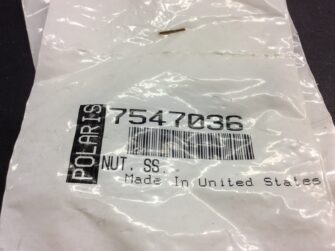 POLARIS
7547036
NUT. SS.
Made In United States